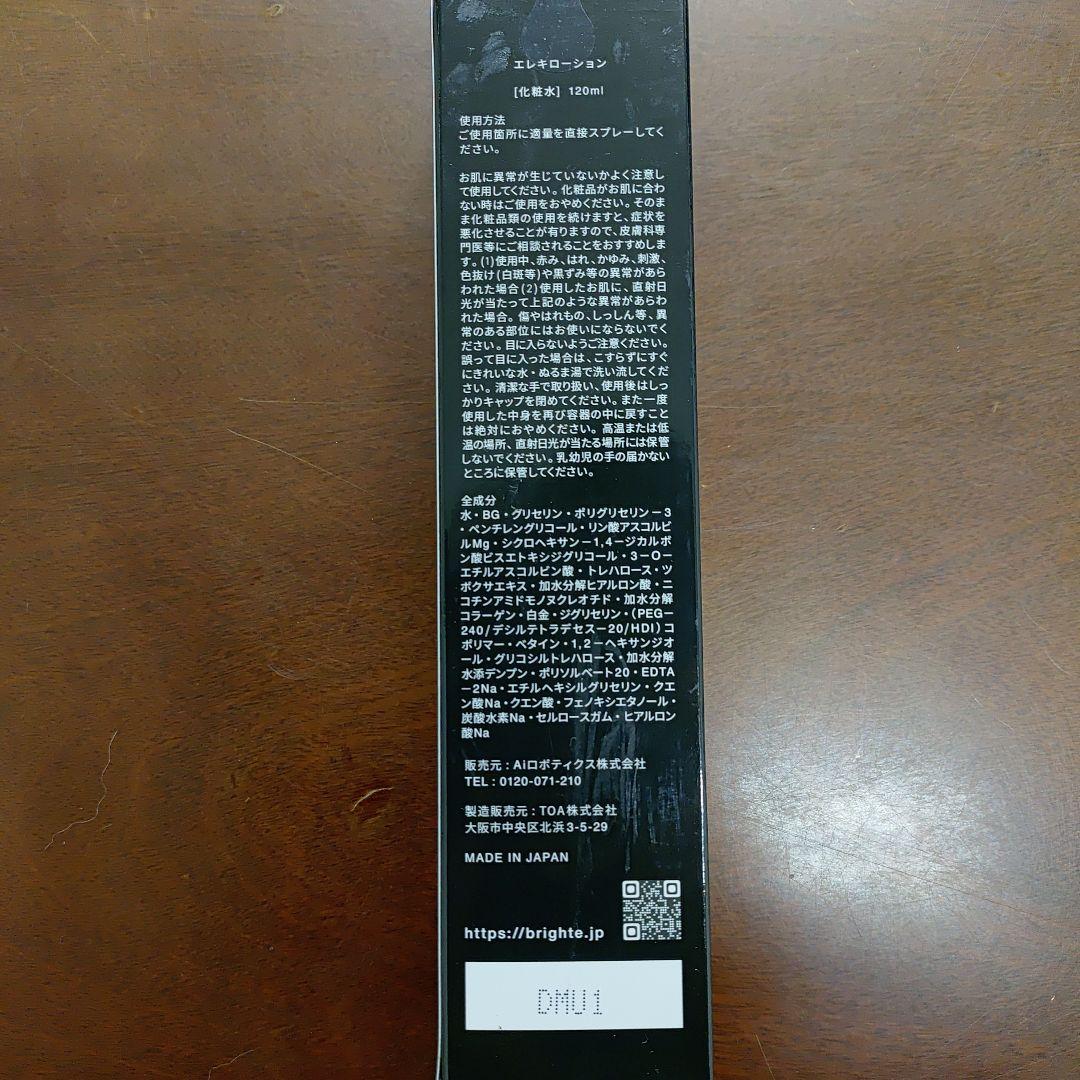 エレキローション
[化粧水] 120ml
使用方法
ご使用箇所に適量を直接スプレーしてく
ださい。
お肌に異常が生じていないかよく注意し
て使用してください。化粧品がお肌に合わ
ない時はご使用をおやめください。そのま
ま化粧品類の使用を続けますと、症状を
悪化させることが有りますので、皮膚科専
門医等にご相談されることをおすすめしま
す。(1)使用中、赤み、はれ、かゆみ、刺激、
色抜け(白斑等)や黒ずみ等の異常があら
われた場合(2)使用したお肌に、直射日
光が当たって上記のような異常があらわ
れた場合。傷やはれもの、しっしん等、異
常のある部位にはお使いにならないでく
ださい。目に入らないようご注意ください。
誤って目に入った場合は、こすらずにすぐ
にきれいな水・ぬるま湯で洗い流してくだ
さい。清潔な手で取り扱い、使用後はしっ
かりキャップを閉めてください。また一度
使用した中身を再び容器の中に戻すこと
は絶対におやめください。高温または低
温の場所、直射日光が当たる場所には保管
しないでください。乳幼児の手の届かない
ところに保管してください。
全成分
水・BG・グリセリン・ポリグリセリン－3
・ペンチレングリコール・リン酸アスコルビ
ルMg・シクロヘキサン－1,4－ジカルボ
ン酸ビスエトキシジグリコール・3－O－
エチルアスコルビン酸・トレハロース・ツ
ボクサエキス・加水分解ヒアルロン酸・ニ
コチンアミドモノヌクレオチド・加水分解
コラーゲン・白金・ジグリセリン・(PEG－
240/デシルテトラデセス－20/HDI)コ
ポリマー・ベタイン・1,2－ヘキサンジオ
ール・グリコシルトレハロース・加水分解
水添デンプン・ポリソルベート20・EDTA
－2Na・エチルヘキシルグリセリン・クエ
ン酸Na・クエン酸・フェノキシエタノール・
炭酸水素Na・セルロースガム・ヒアルロン
酸Na
販売元：Aiロボティクス株式会社
TEL：0120-071-210
製造販売元：TOA株式会社
大阪市中央区北浜3-5-29
MADE IN JAPAN
https://brighte.jp
DMU1